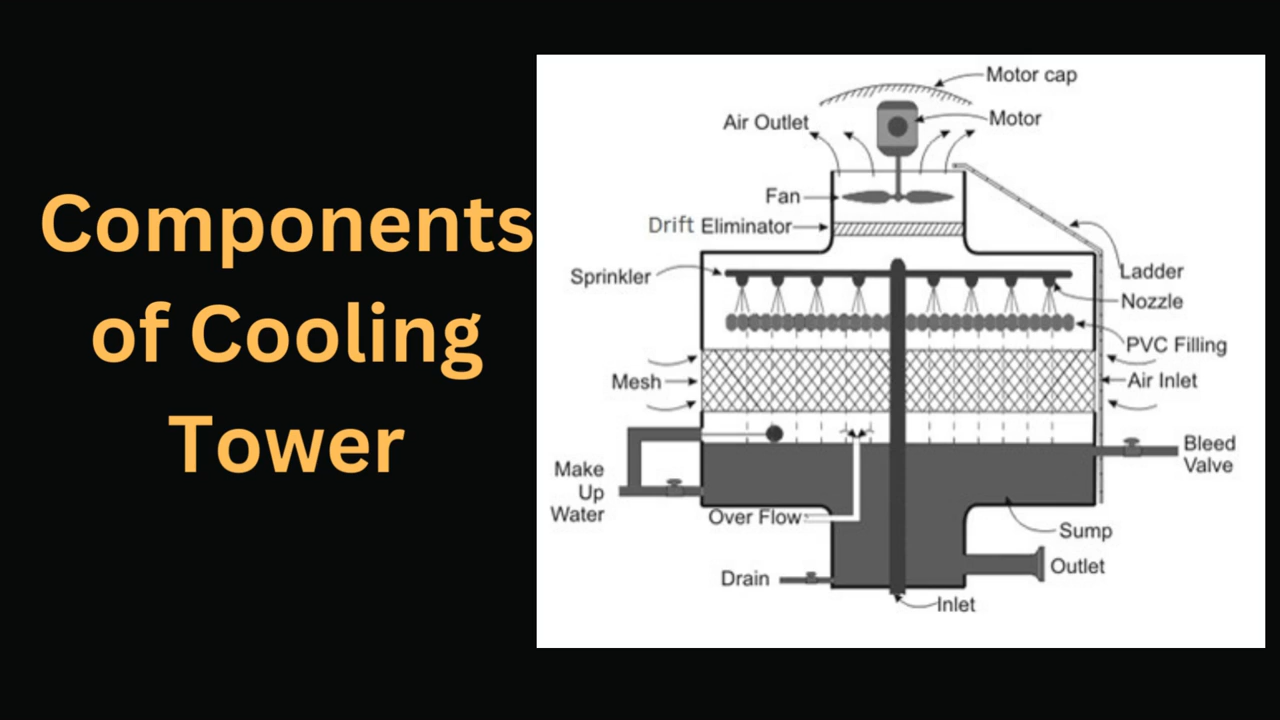 Components
of Cooling
Tower
Motor cap
Air Outlet
Motor
Fan
Drift Eliminator
Sprinkler
Ladder
Nozzle
PVC Filling
Mesh
Air Inlet
Bleed
Valve
Make
Up
Water
Over Flow
Sump
Outlet
Drain
Inlet